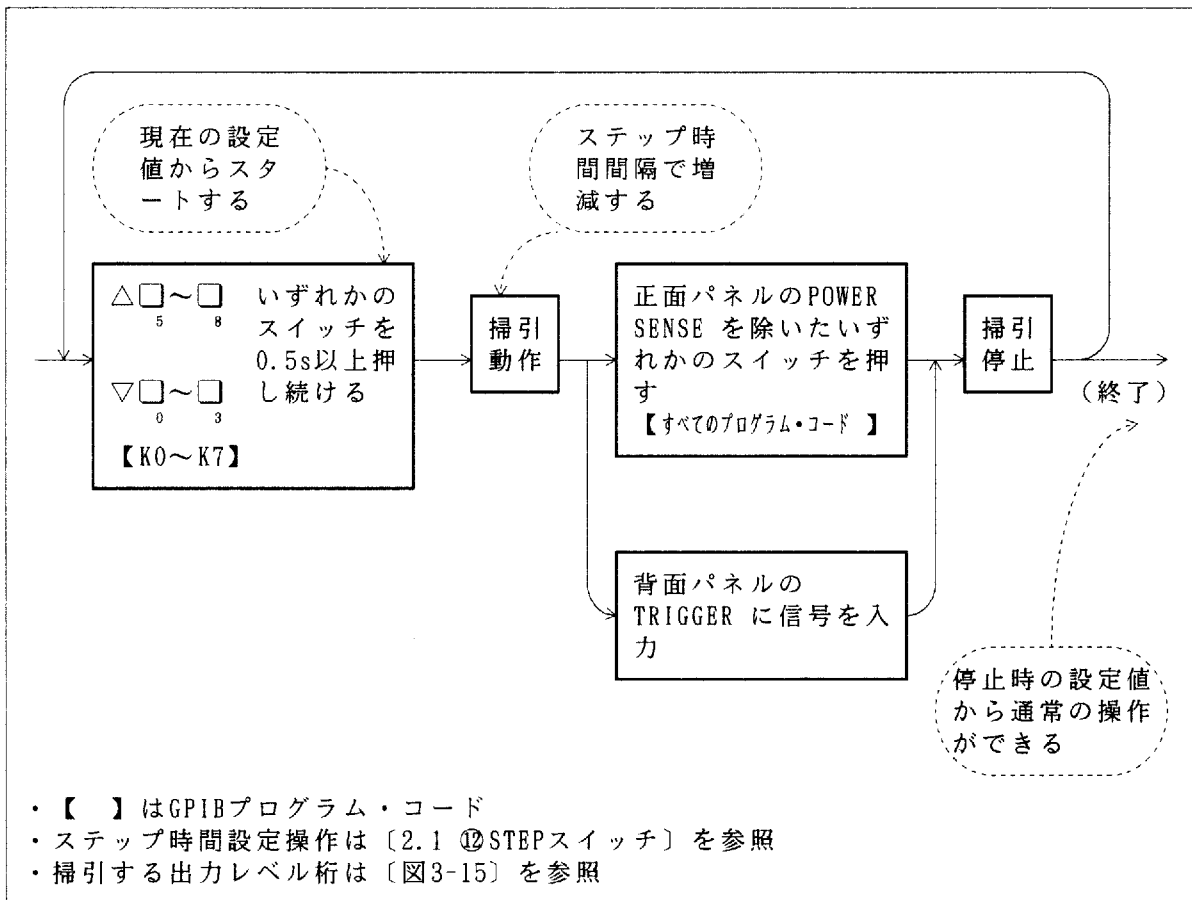 現在の設定
値からスタ
ートする
ステップ時
間間隔で増
減する
△□～□ いずれかの
5 8 スイッチを
0.5s以上押
▽□～□ し続ける
0 3
【K0～K7】
掃引
動作
正面パネルのPOWER
SENSE を除いたいず
れかのスイッチを押
す
【すべてのプログラム・コード 】
掃引
停止
（終了）
背面パネルの
TRIGGER に信号を入
力
停止時の設定値
から通常の操作
ができる
・【　】はGPIBプログラム・コード
・ステップ時間設定操作は〔2.1 ⑫STEPスイッチ〕を参照
・掃引する出力レベル桁は〔図3-15〕を参照